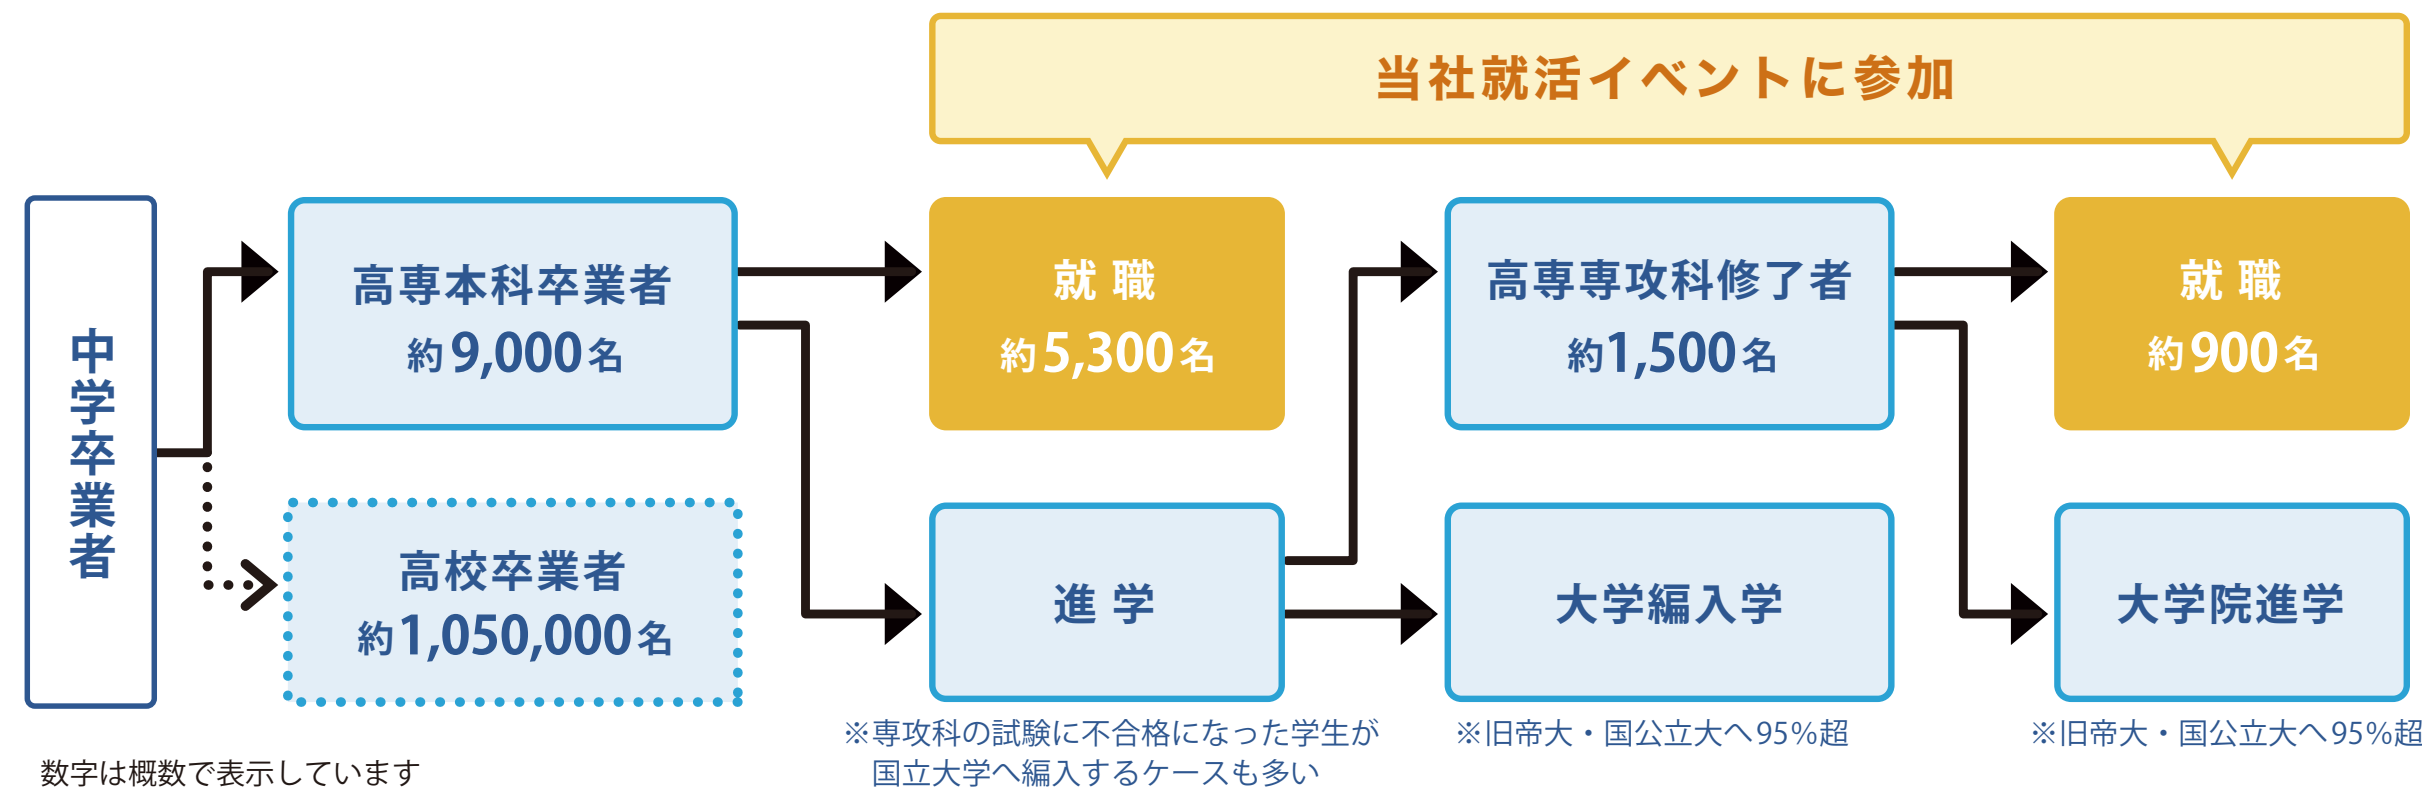 当社就活イベントに参加
中学卒業者
高専本科卒業者
約9,000名
就職
約5,300名
高専専攻科修了者
約1,500名
就職
約900名
高校卒業者
約1,050,000名
進学
大学編入学
大学院進学
※専攻科の試験に不合格になった学生が
国立大学へ編入するケースも多い
※旧帝大・国公立大へ95%超
※旧帝大・国公立大へ95%超
数字は概数で表示しています